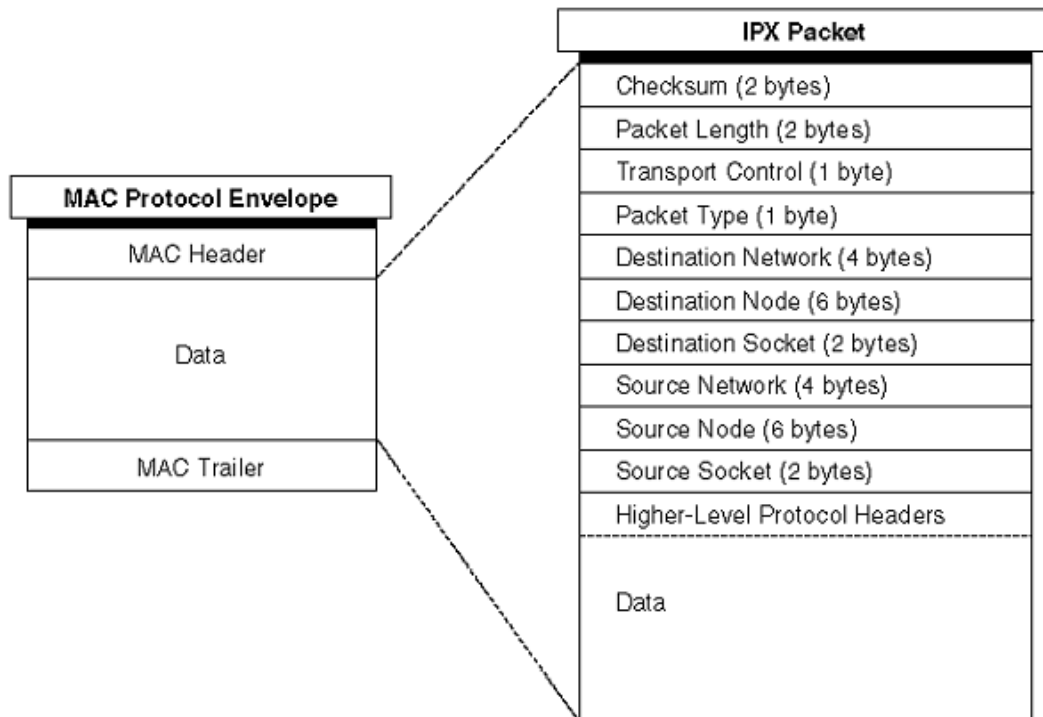 MAC Protocol Envelope
MAC Header
Data
MAC Trailer
IPX Packet
Checksum (2 bytes)
Packet Length (2 bytes)
Transport Control (1 byte)
Packet Type (1 byte)
Destination Network (4 bytes)
Destination Node (6 bytes)
Destination Socket (2 bytes)
Source Network (4 bytes)
Source Node (6 bytes)
Source Socket (2 bytes)
Higher-Level Protocol Headers
Data